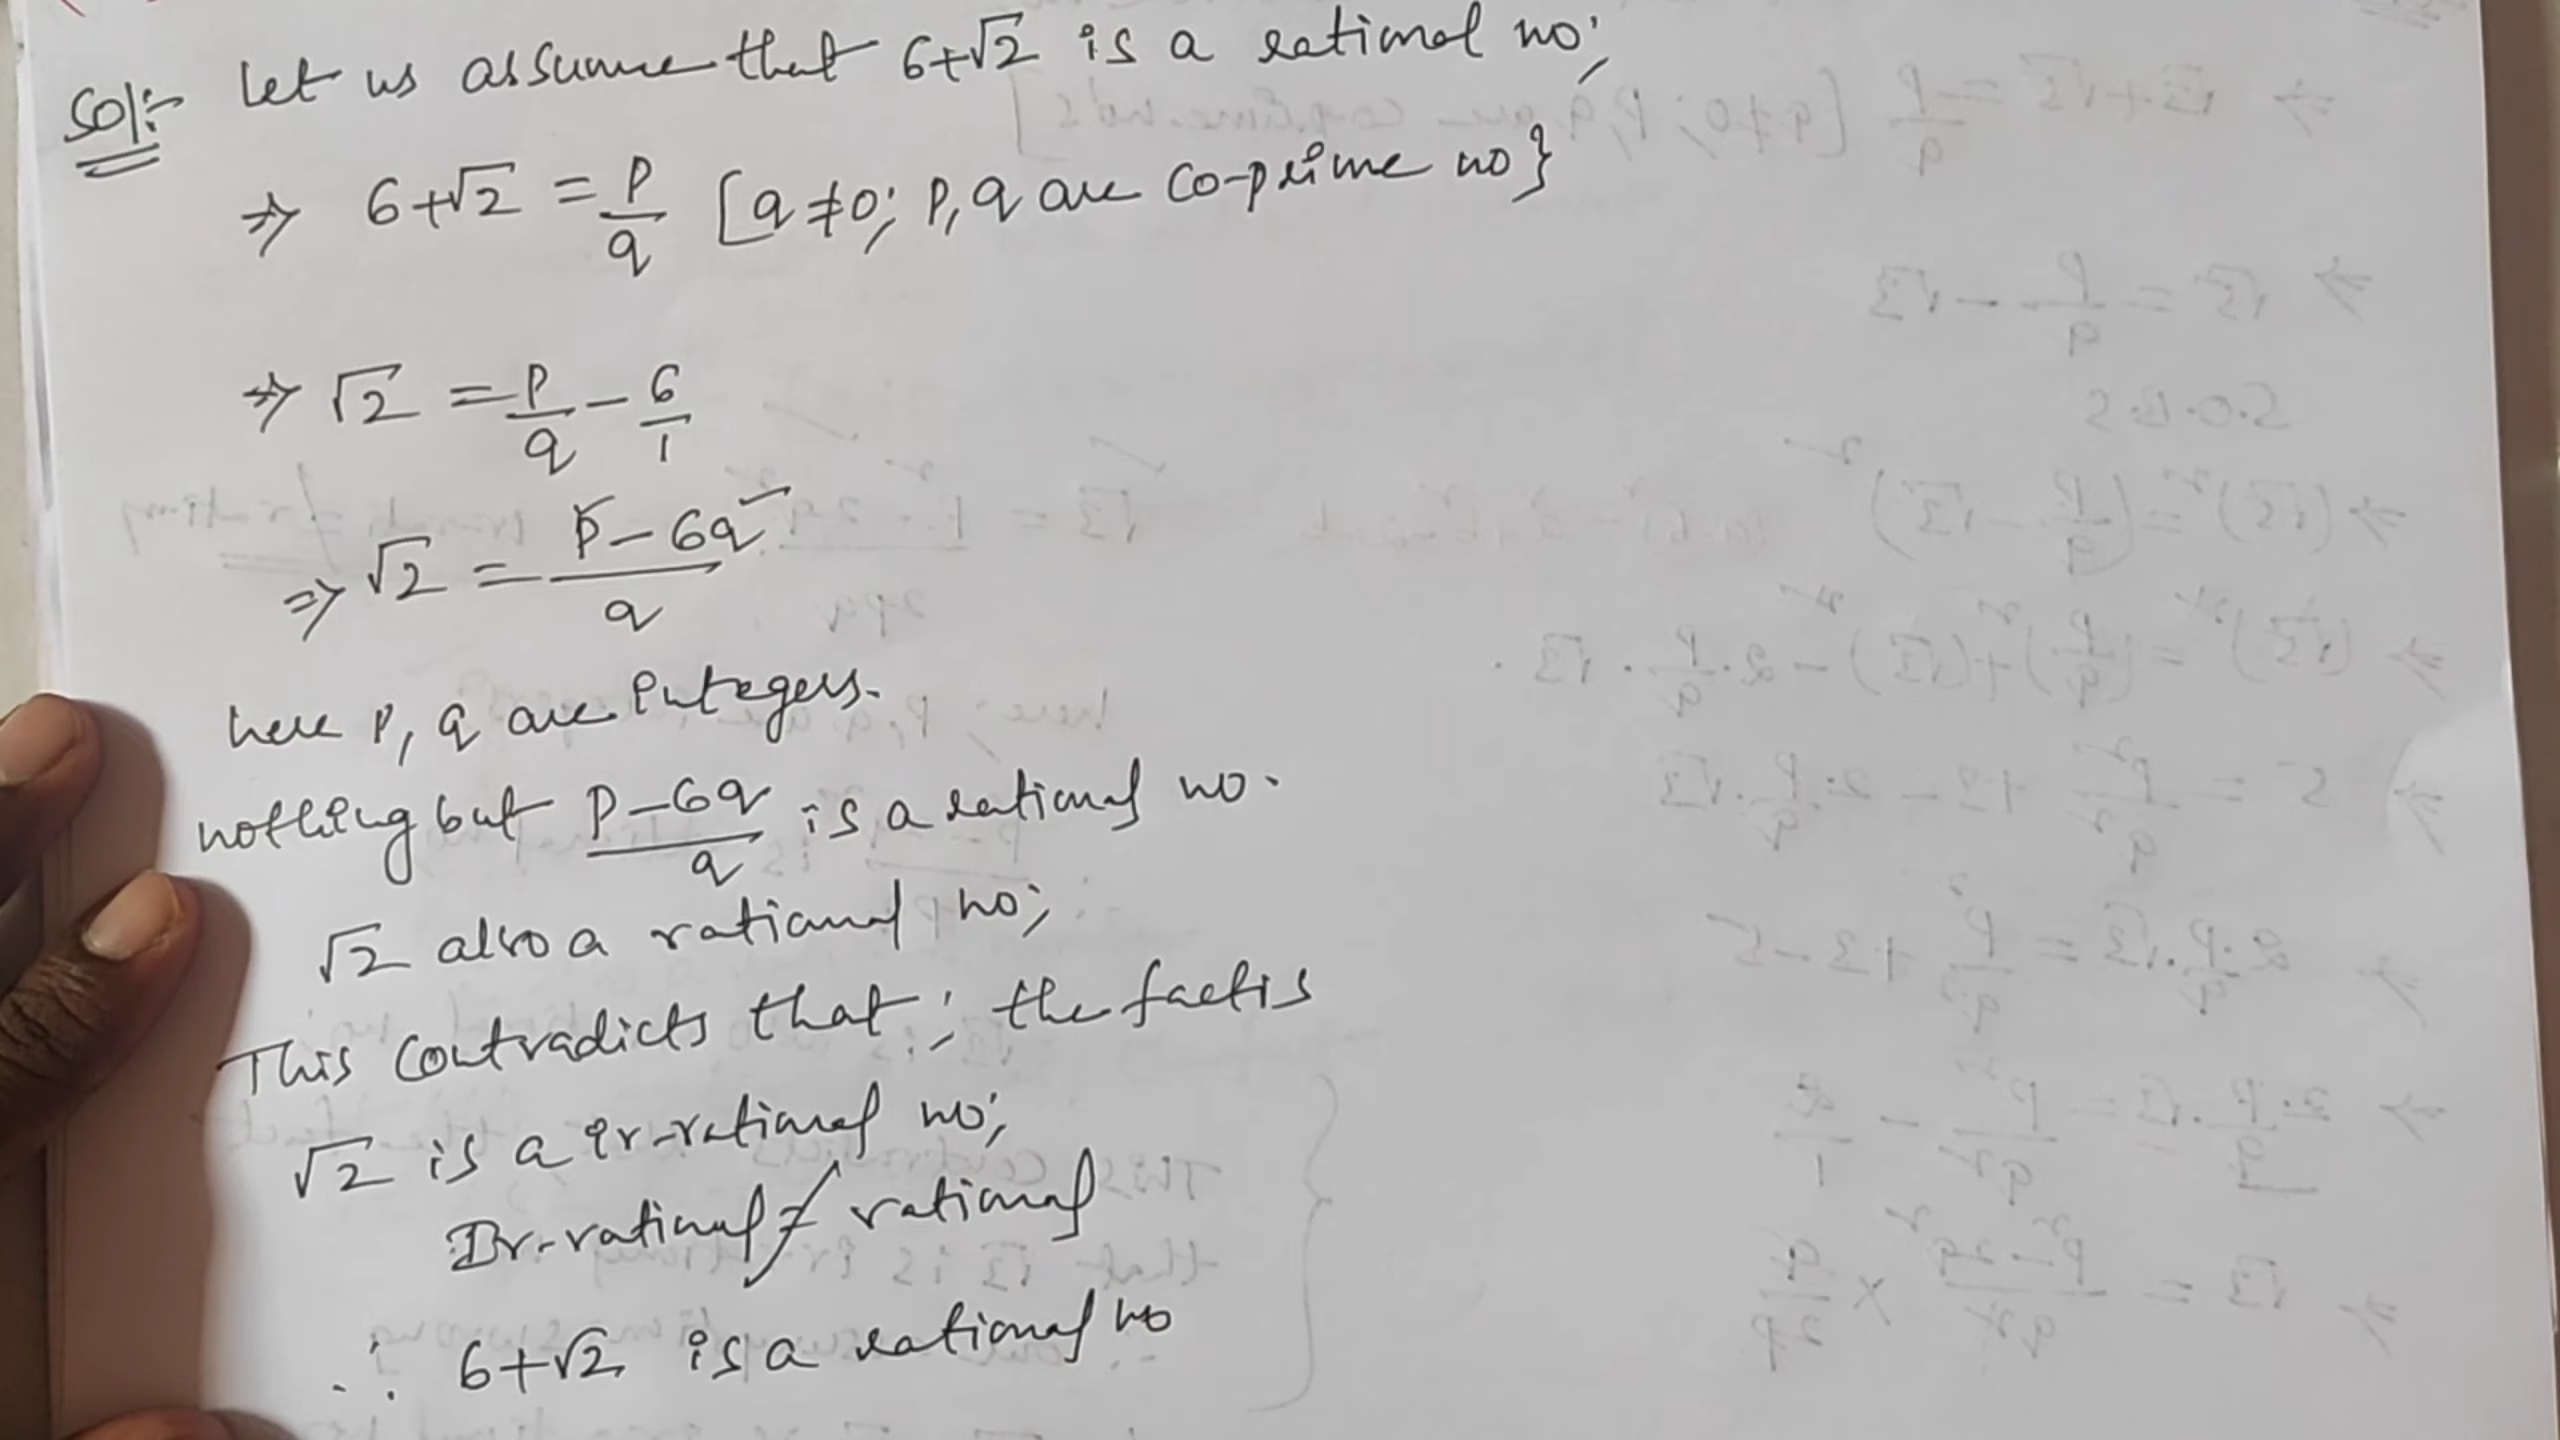 Sol:- Let us assume that 6+√2 is a rational no;
⇒ 6+√2 = p/q [q≠0; p,q are co-prime no}
⇒ √2 = p/q - 6/1
⇒ √2 = (p-6q)/q
here p, q are integers.
nothing but (p-6q)/q is a rational no.
√2 also a rational no;
This contradicts that; the fact is
√2 is a ir-rational no;
Ir-rational ≠ rational
∴ 6+√2 is a rational no